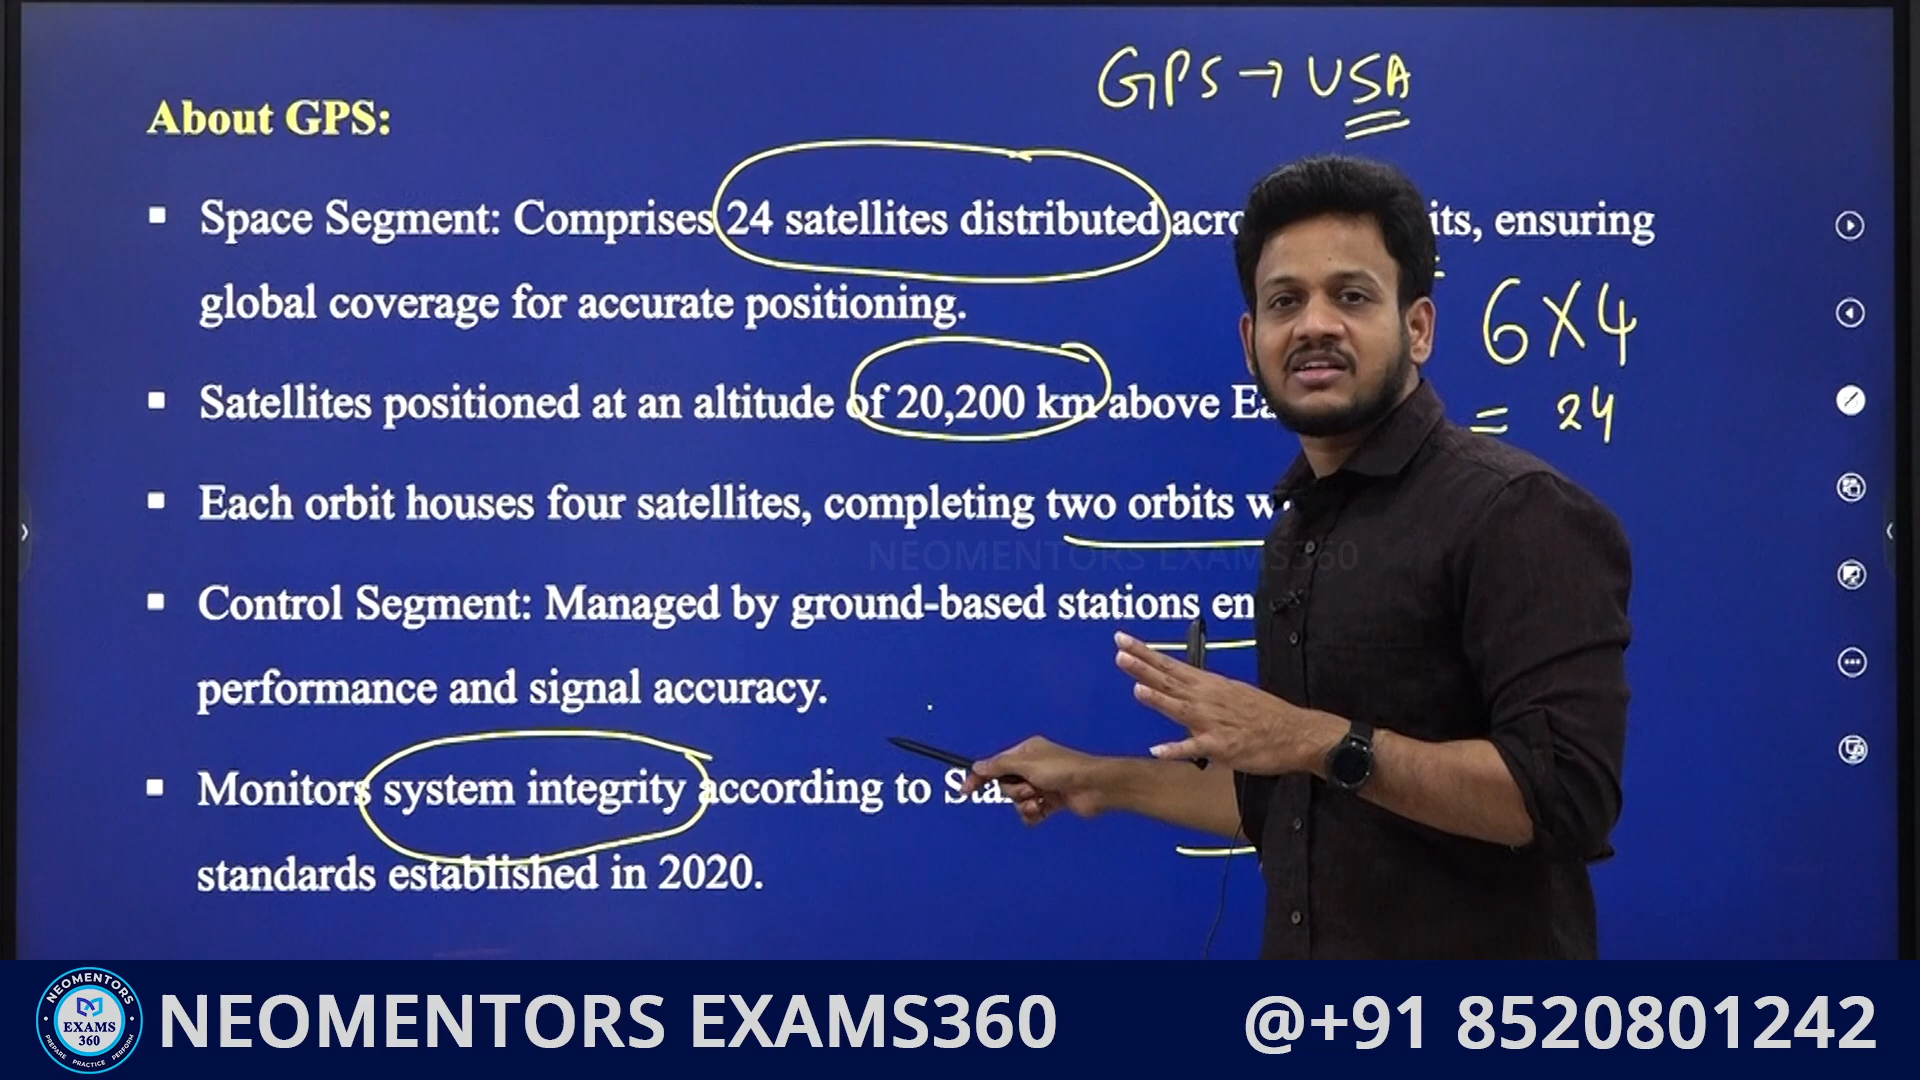 GPS → USA
About GPS:
▪ Space Segment: Comprises 24 satellites distributed its, ensuring
6X4
global coverage for accurate positioning.
▪ Satellites positioned at an altitude of 20,200 km above
= 24
▪ Each orbit houses four satellites, completing two orbits
NEOMENTORS EXAMS360
▪ Control Segment: Managed by ground-based stations
performance and signal accuracy.
▪ Monitors system integrity according to
standards established in 2020.
NEOMENTORS
EXAMS
360
PREPARE PRACTICE PERFORM
NEOMENTORS EXAMS360
@+91 8520801242